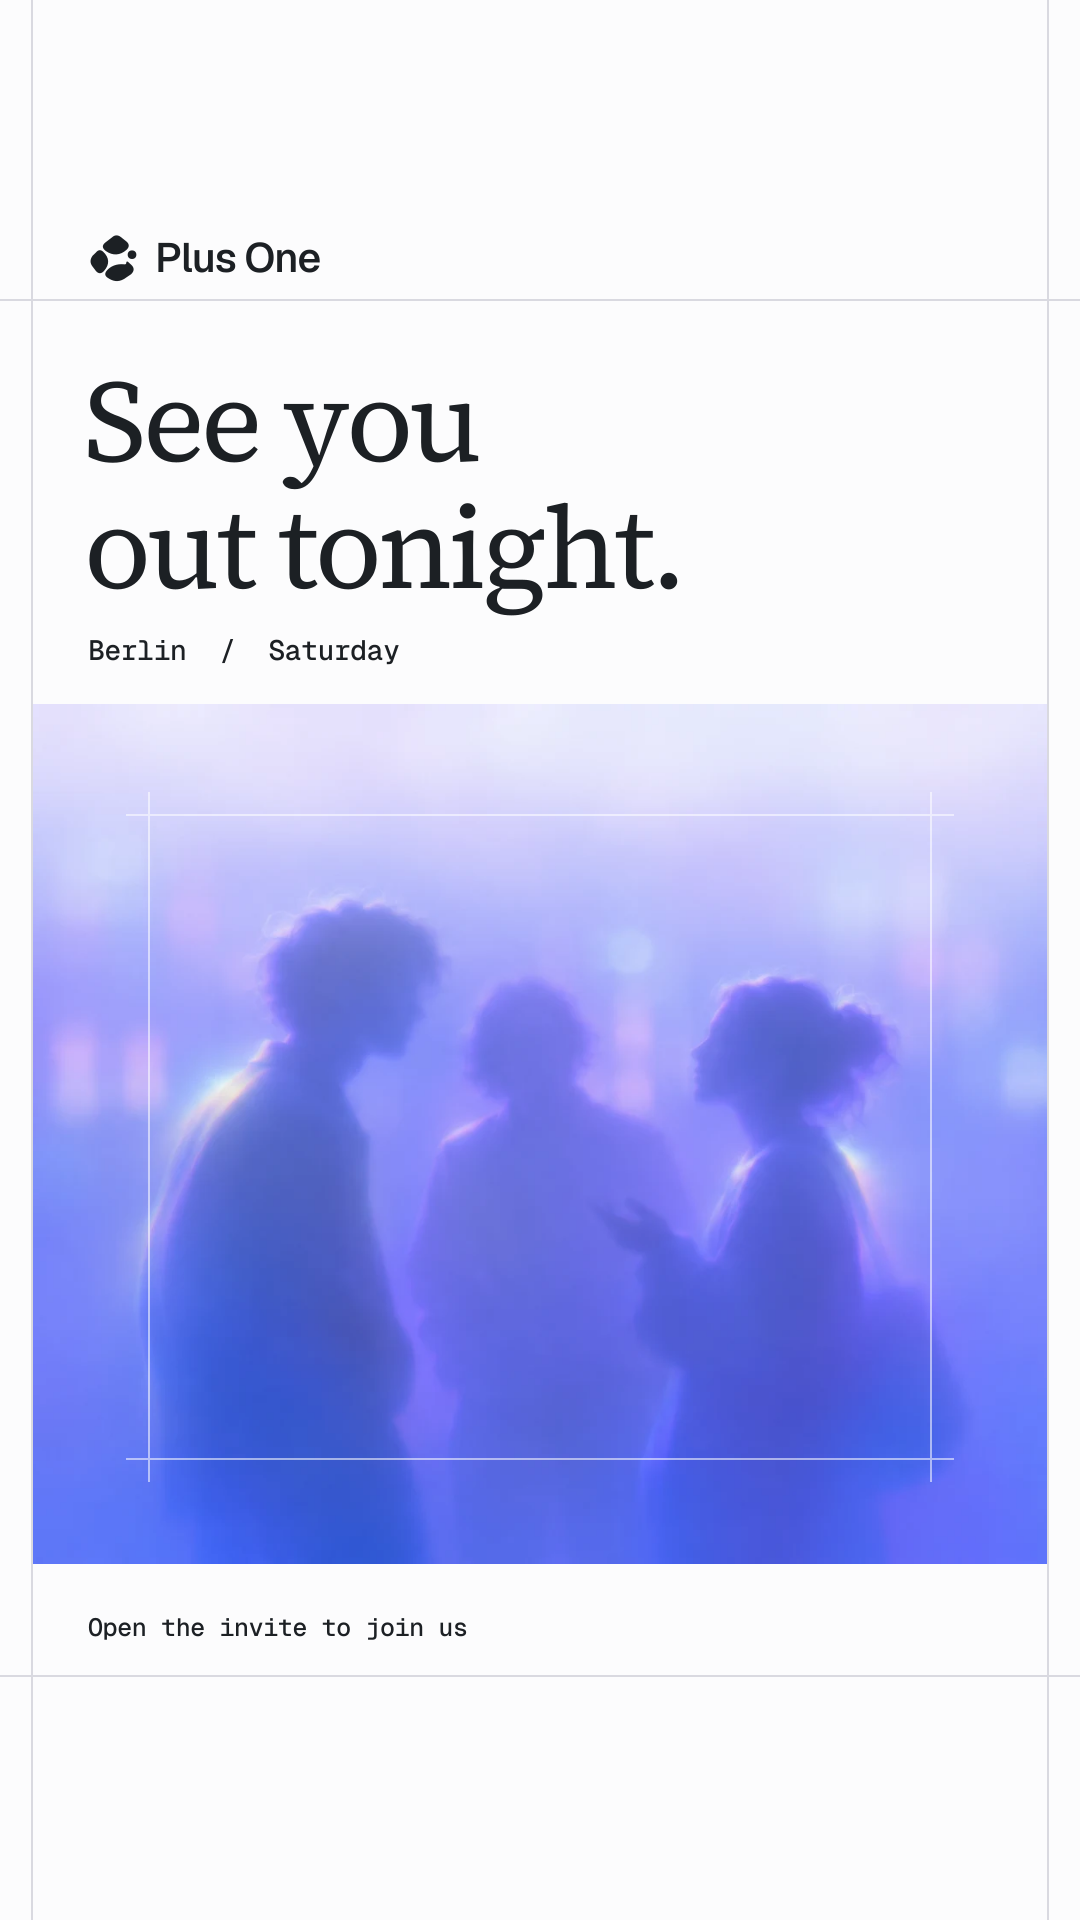 Plus One
See you
out tonight.
Berlin / Saturday
Open the invite to join us